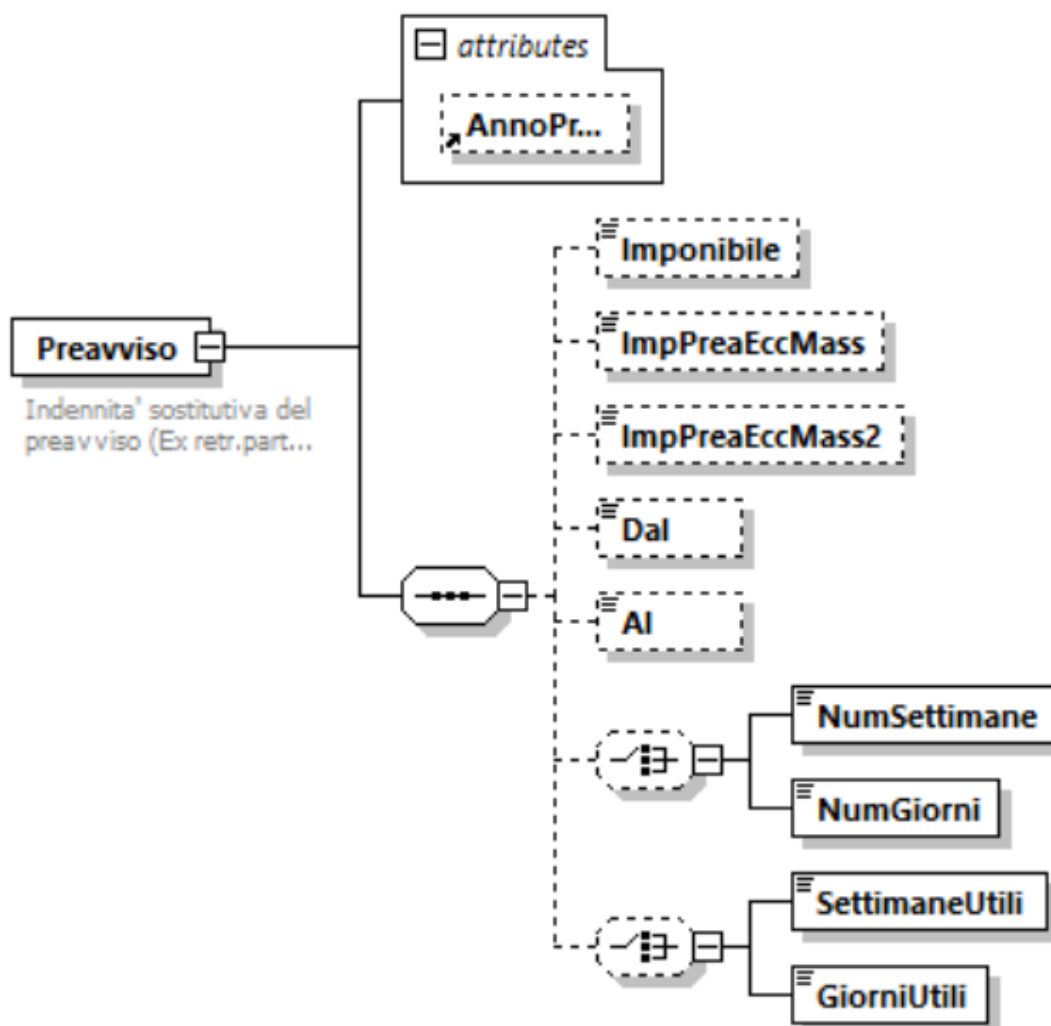 attributes
AnnoPr...
Imponibile
ImpPreaEccMass
Preavviso
Indennita' sostitutiva del
preavviso (Ex retr.part...
ImpPreaEccMass2
Dal
Al
NumSettimane
NumGiorni
SettimaneUtili
GiorniUtili